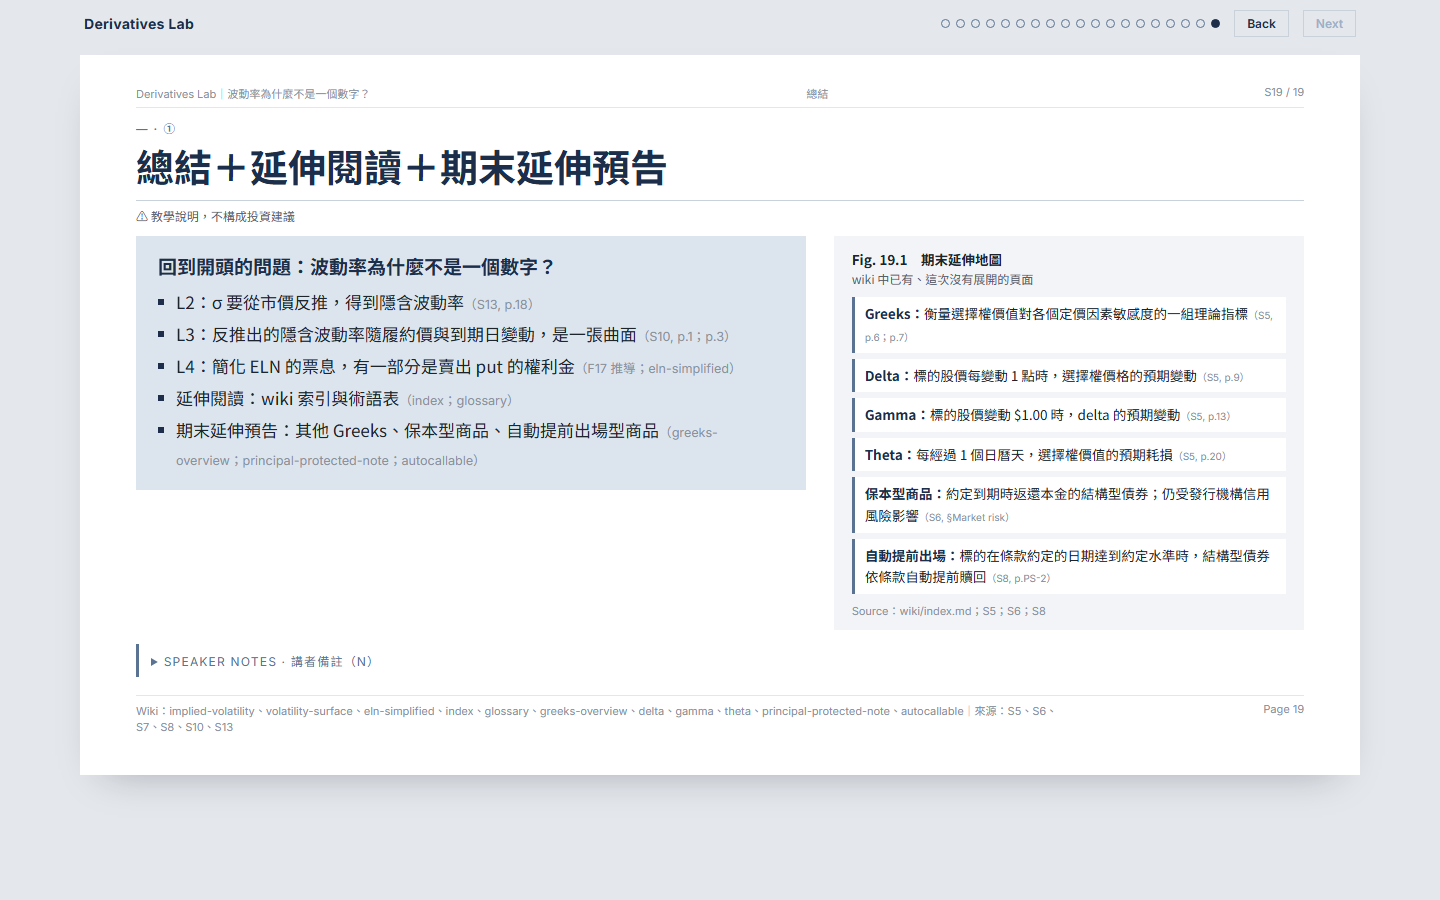 Derivatives Lab
Back
Next
Derivatives Lab | 波動率為什麼不是一個數字？
總結
S19 / 19
— · ①
總結＋延伸閱讀＋期末延伸預告
⚠ 教學說明，不構成投資建議
回到開頭的問題：波動率為什麼不是一個數字？
L2：σ 要從市價反推，得到隱含波動率（S13, p.18）
L3：反推出的隱含波動率隨履約價與到期日變動，是一張曲面（S10, p.1；p.3）
L4：簡化 ELN 的票息，有一部分是賣出 put 的權利金（F17 推導；eln-simplified）
延伸閱讀：wiki 索引與術語表（index；glossary）
期末延伸預告：其他 Greeks、保本型商品、自動提前出場型商品（greeks-
overview；principal-protected-note；autocallable）
Fig. 19.1 期末延伸地圖
wiki 中已有、這次沒有展開的頁面
Greeks：衡量選擇權價值對各個定價因素敏感度的一組理論指標（S5,
p.6；p.7）
Delta：標的股價每變動 1 點時，選擇權價格的預期變動（S5, p.9）
Gamma：標的股價變動 $1.00 時，delta 的預期變動（S5, p.13）
Theta：每經過 1 個日曆天，選擇權價值的預期耗損（S5, p.20）
保本型商品：約定到期時返還本金的結構型債券；仍受發行機構信用
風險影響（S6, §Market risk）
自動提前出場：標的在條款約定的日期達到約定水準時，結構型債券
依條款自動提前贖回（S8, p.PS-2）
Source：wiki/index.md；S5；S6；S8
▶ SPEAKER NOTES · 講者備註（N）
Wiki：implied-volatility、volatility-surface、eln-simplified、index、glossary、greeks-overview、delta、gamma、theta、principal-protected-note、autocallable | 來源：S5、S6、
S7、S8、S10、S13
Page 19